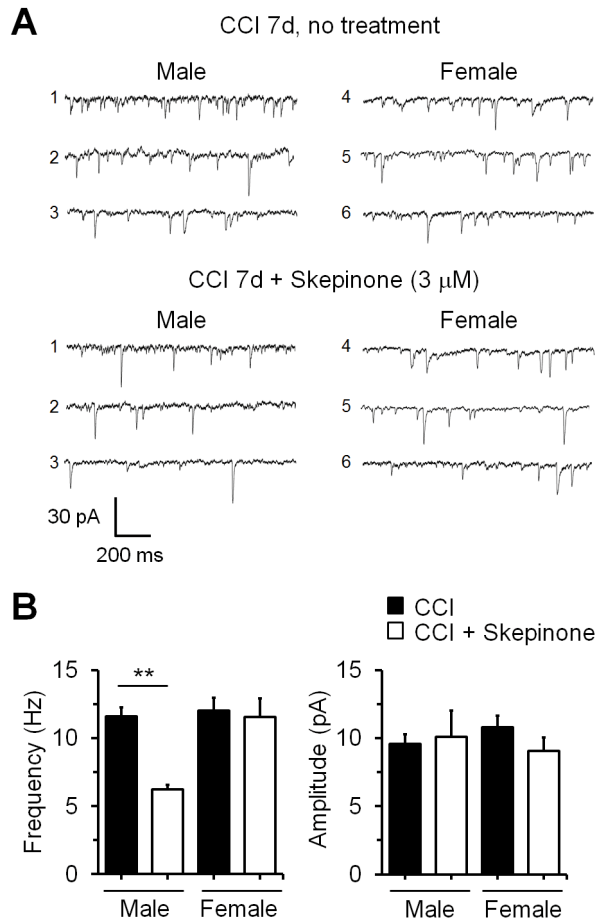 A
CCI 7d, no treatment
Male Female
1 4
2 5
3 6
CCI 7d + Skepinone (3 μM)
Male Female
1 4
2 5
3 6
30 pA
200 ms
B
CCI
CCI + Skepinone
Frequency (Hz)
15
10
5
0
**
Male Female
Amplitude (pA)
15
10
5
0
Male Female